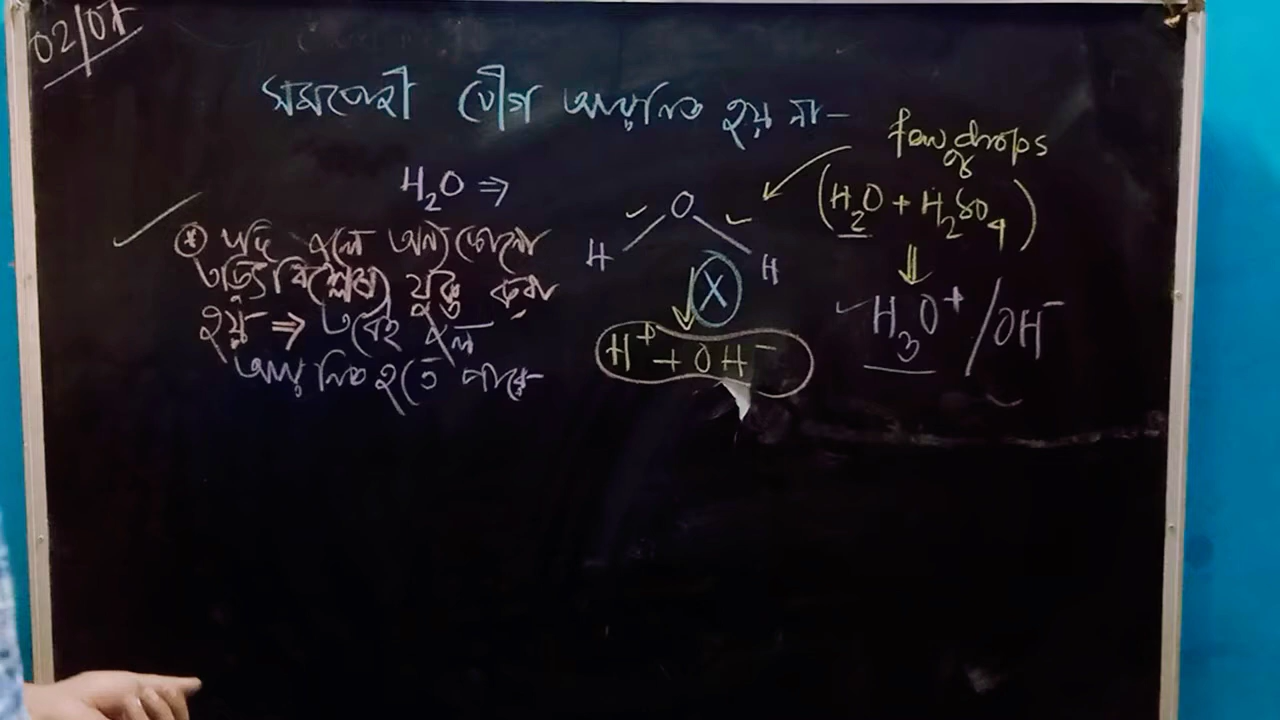 02/07
সমযোজী যৌগ আয়নিত হয় না-
few drops
H₂O ⇒
(H₂O + H₂SO₄)
O
H H
⊛ যদি জলে অন্য কোনো
তড়িৎবিশ্লেষ্য যুক্ত করা
হয় ⇒ তবেই জল
আয়নিত হতে পারে-
X
H⁺ + OH⁻
H₃O⁺ / OH⁻